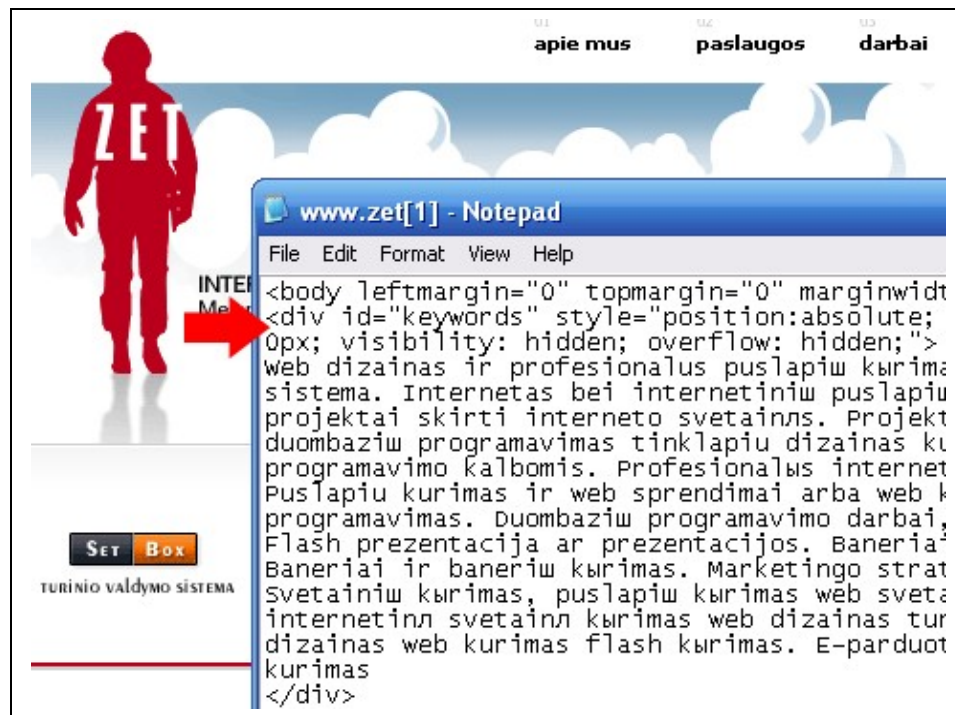 01 02 03
apie mus paslaugos darbai
ZET
www.zet[1] - Notepad
File Edit Format View Help
INTE
<body leftmargin="0" topmargin="0" marginwidt
<div id="keywords" style="position:absolute;
0px; visibility: hidden; overflow: hidden;">
web dizainas ir profesionalus puslapiш kыrima
sistema. Internetas bei internetiniш puslapiш
projektai skirti interneto svetainлs. Projekt
duombaziш programavimas tinklapiu dizainas ku
programavimo kalbomis. Profesionalыs internet
Puslapiu kurimas ir web sprendimai arba web k
programavimas. Duombaziш programavimo darbai,
Flash prezentacija ar prezentacijos. Baneriai
Baneriai ir baneriш kыrimas. Marketingo strat
Svetainiш kыrimas, puslapiш kыrimas web sveta
internetinл svetainл kыrimas web dizainas tur
dizainas web kurimas flash kыrimas. E-parduot
kurimas
</div>
SET BOX
TURINIO VALDYMO SISTEMA